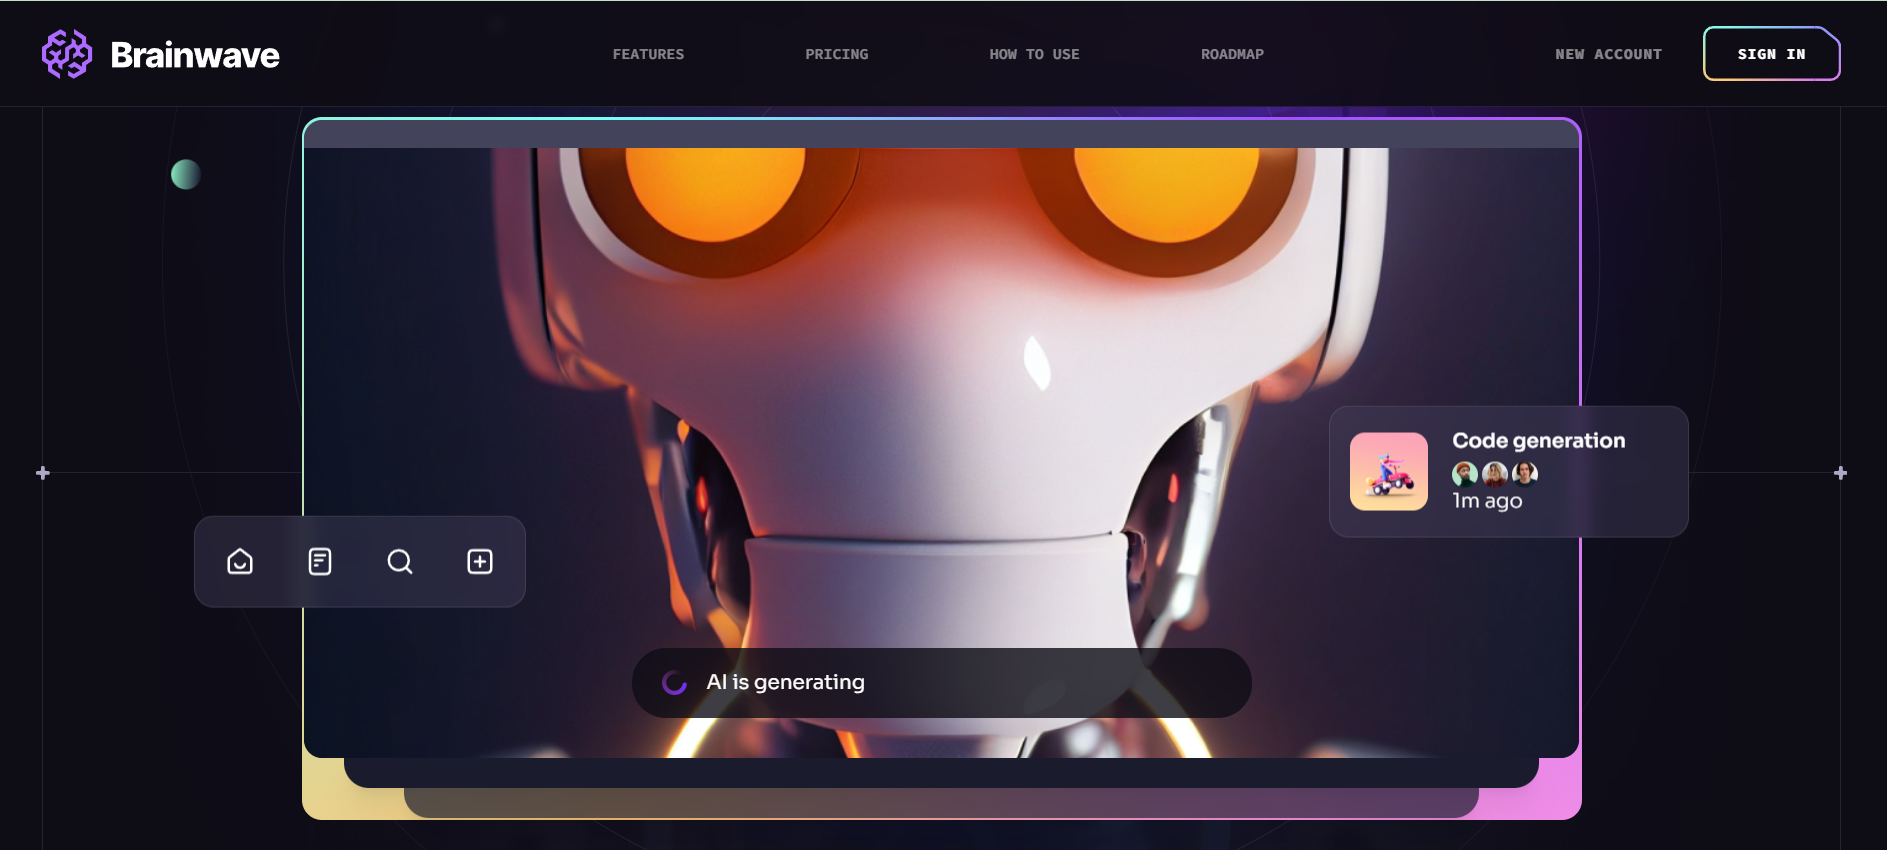 Brainwave
FEATURES
PRICING
HOW TO USE
ROADMAP
NEW ACCOUNT
SIGN IN
Code generation
1m ago
AI is generating